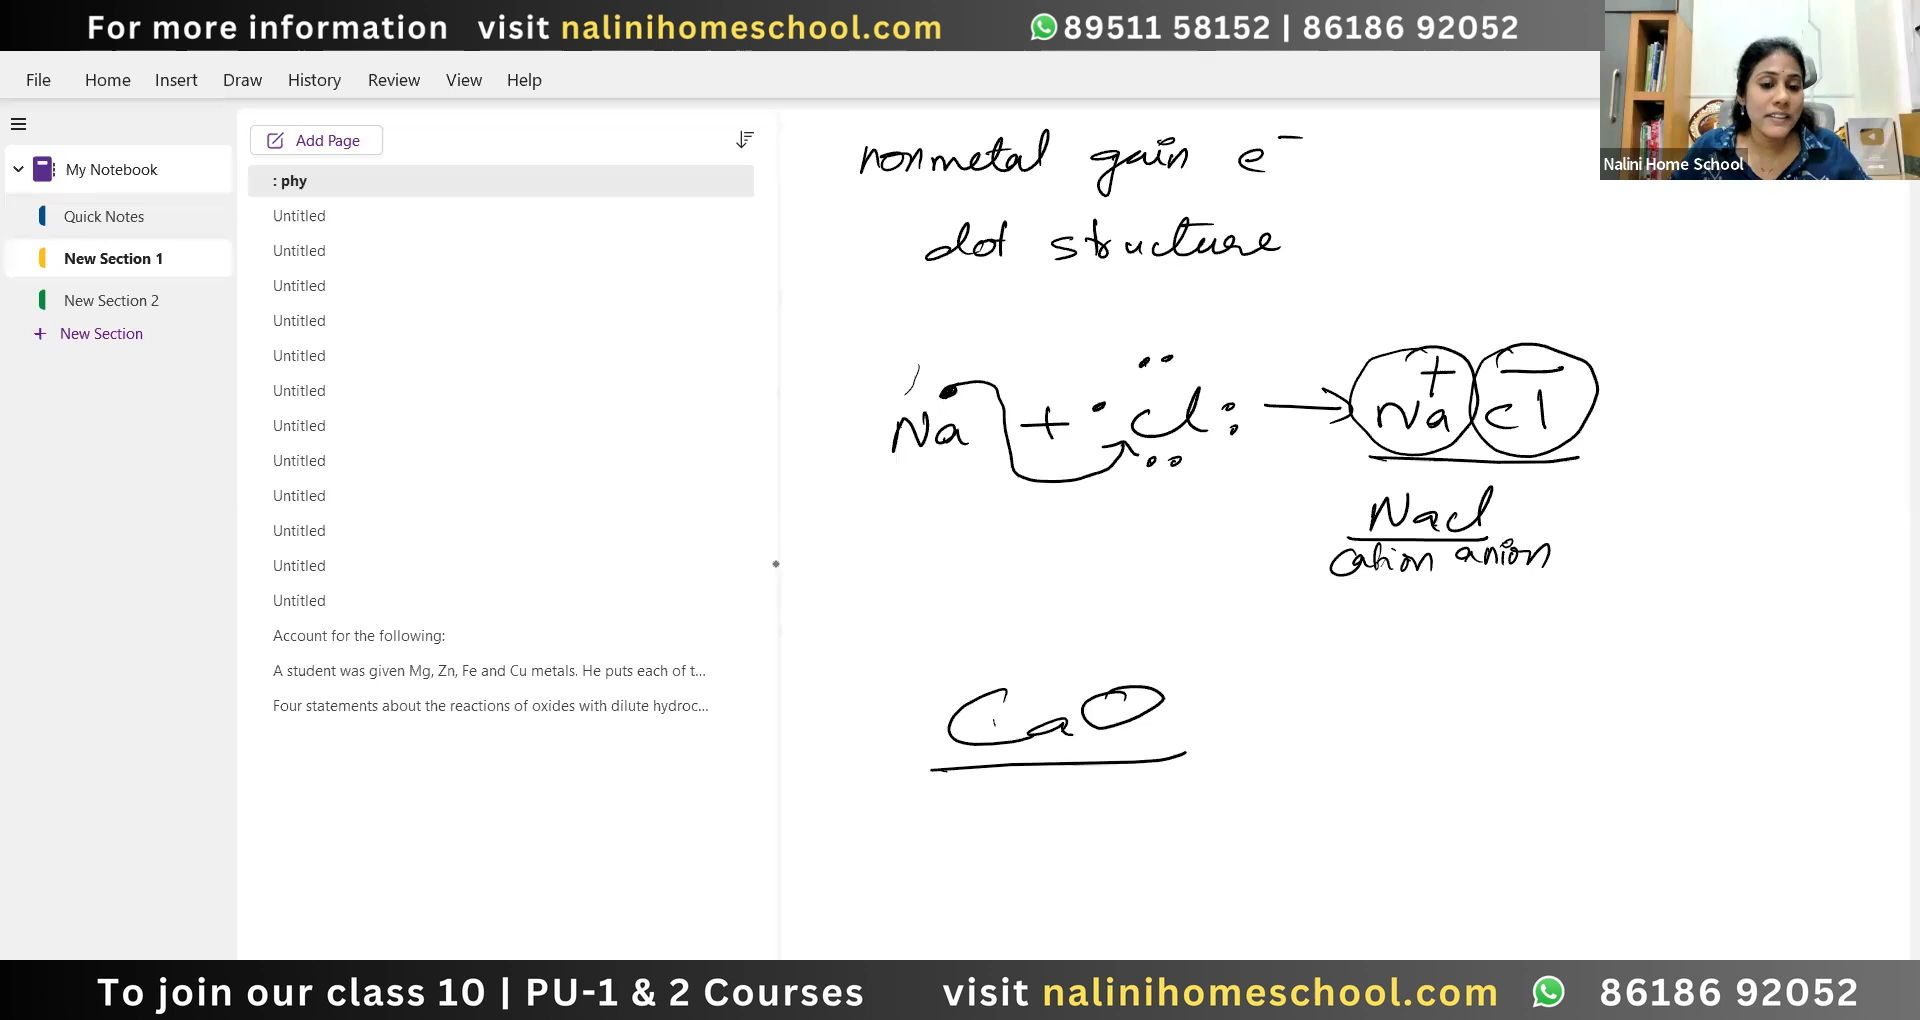 For more information visit nalinihomeschool.com 89511 58152 | 86186 92052
File Home Insert Draw History Review View Help
Nalini Home School
Add Page
My Notebook
Quick Notes
New Section 1
New Section 2
+ New Section
: phy
Untitled
Untitled
Untitled
Untitled
Untitled
Untitled
Untitled
Untitled
Untitled
Untitled
Untitled
Untitled
Account for the following:
A student was given Mg, Zn, Fe and Cu metals. He puts each of t...
Four statements about the reactions of oxides with dilute hydroc...
nonmetal gain e⁻
dot structure
Na + Cl → Na⁺ Cl⁻
Nacl
cation anion
CaO
To join our class 10 | PU-1 & 2 Courses visit nalinihomeschool.com 86186 92052